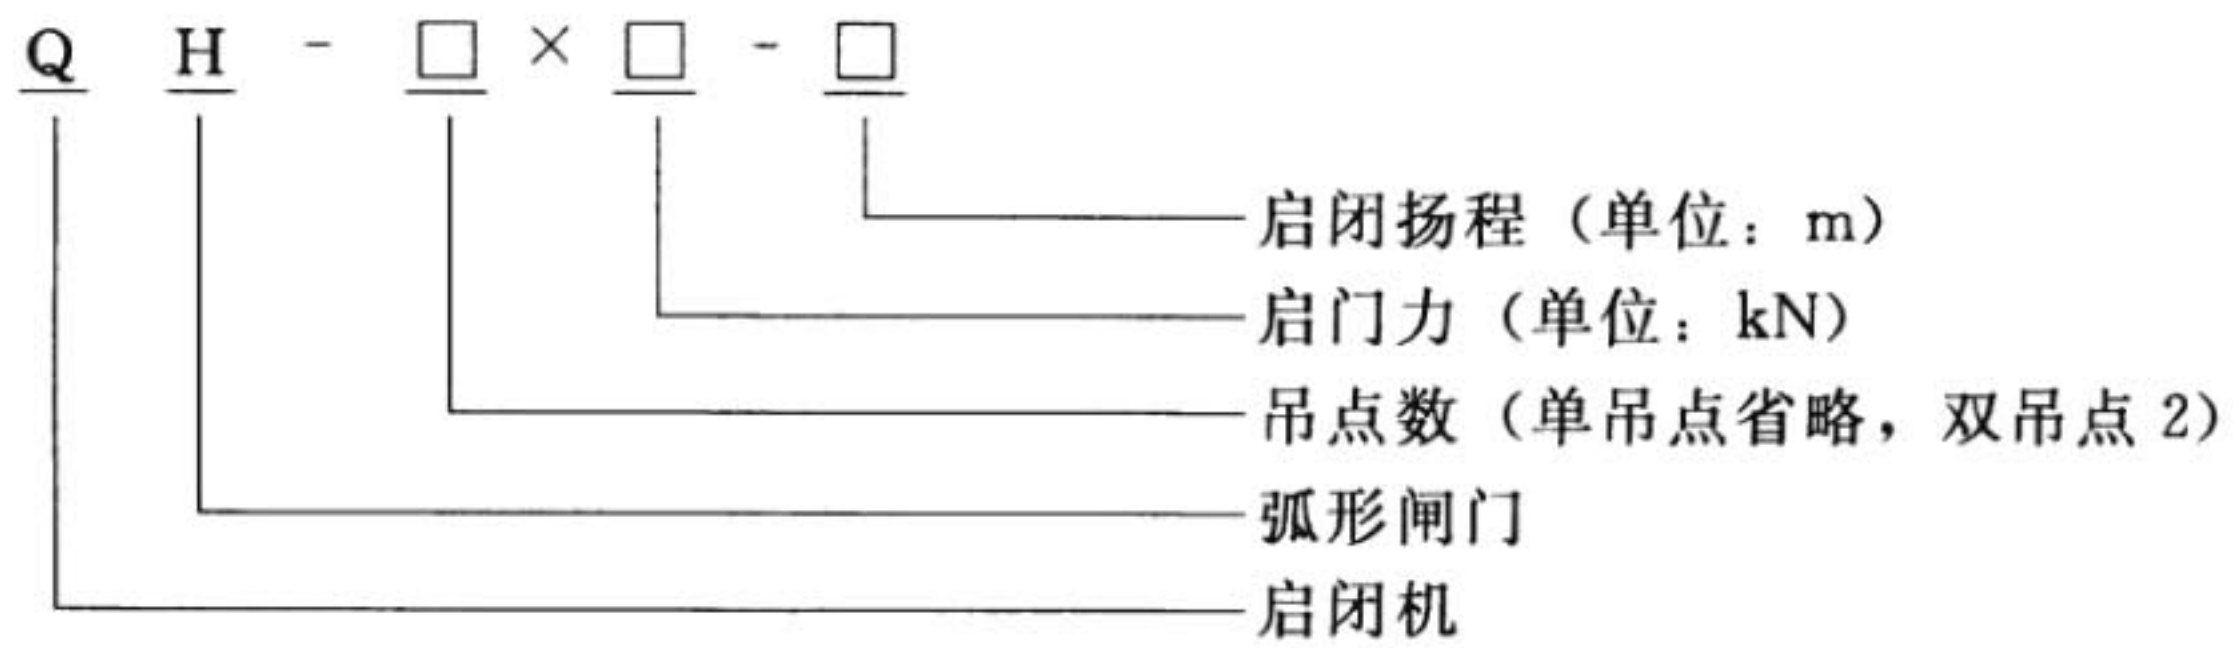 Q H - □ × □ - □
启闭扬程（单位：m）
启门力（单位：kN）
吊点数（单吊点省略，双吊点 2）
弧形闸门
启闭机